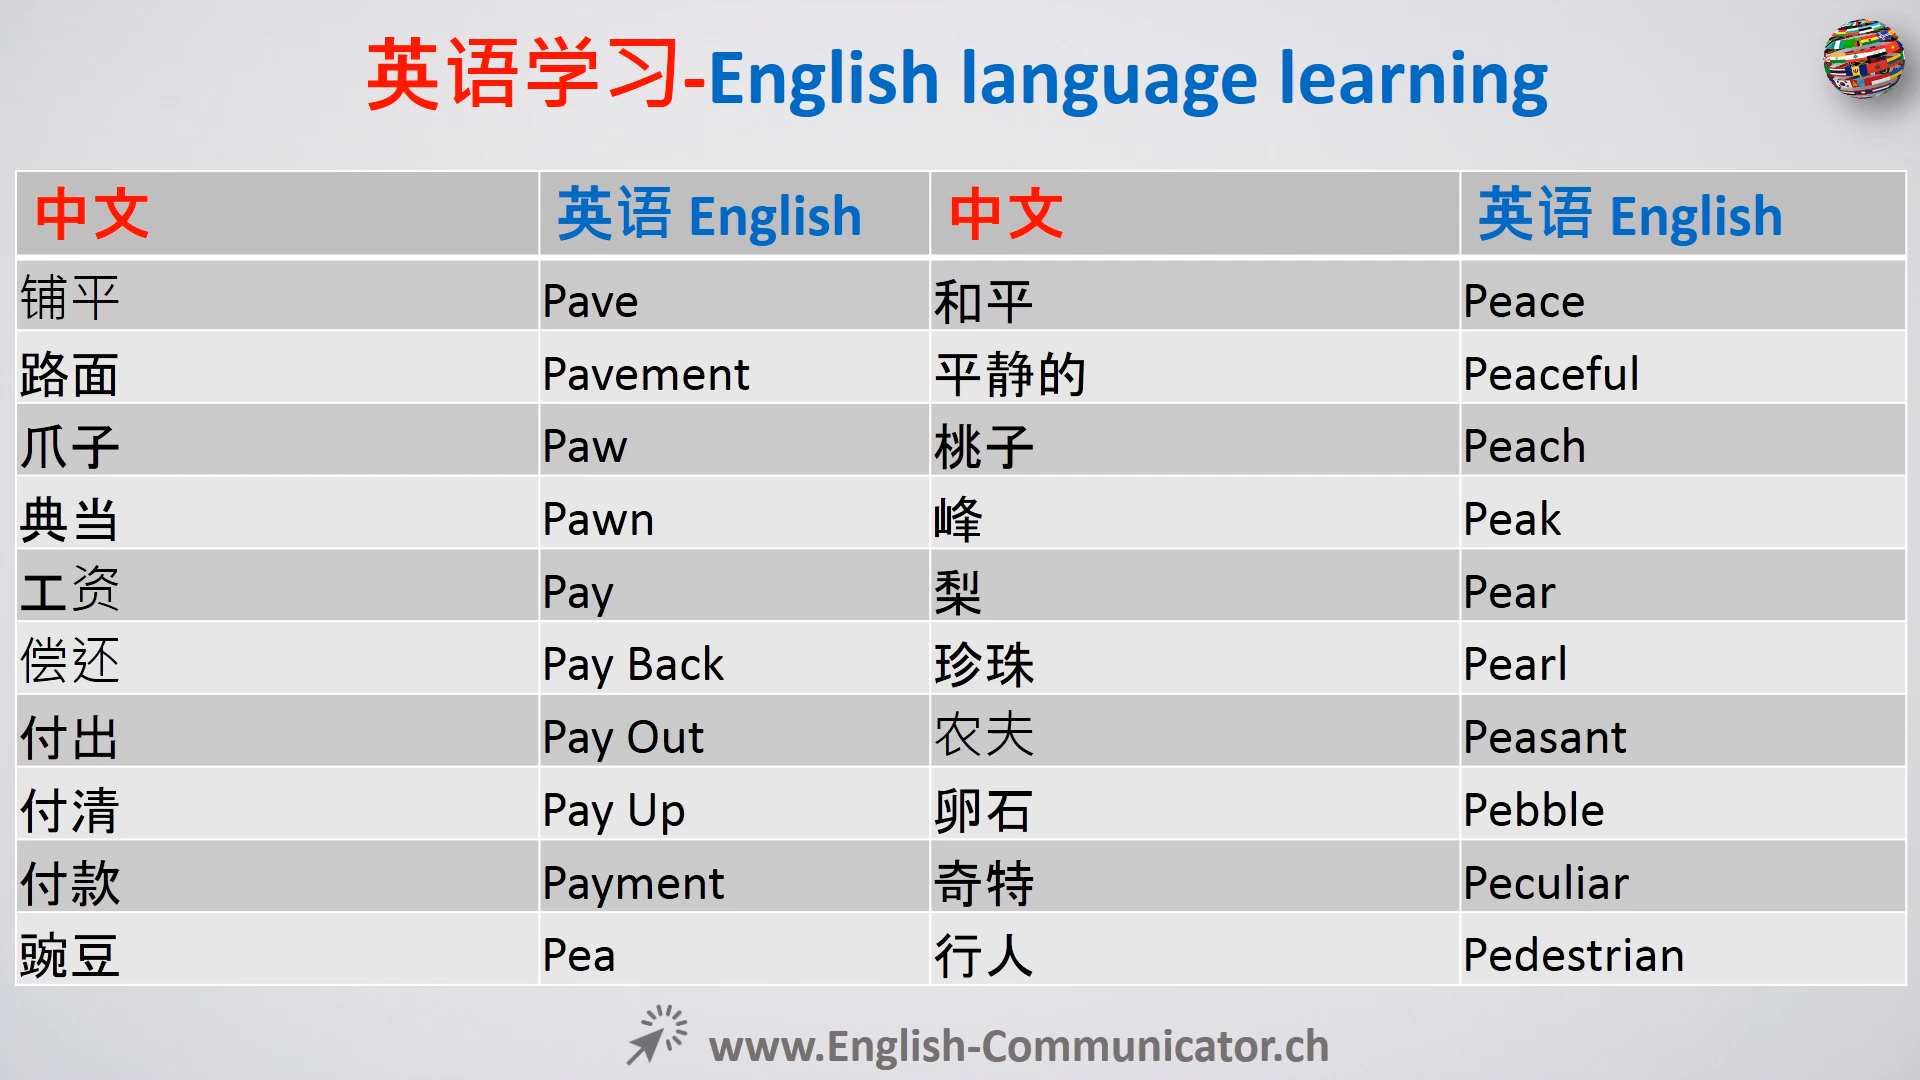 英语学习-English language learning
中文 英语 English 中文 英语 English
铺平 Pave 和平 Peace
路面 Pavement 平静的 Peaceful
爪子 Paw 桃子 Peach
典当 Pawn 峰 Peak
工资 Pay 梨 Pear
偿还 Pay Back 珍珠 Pearl
付出 Pay Out 农夫 Peasant
付清 Pay Up 卵石 Pebble
付款 Payment 奇特 Peculiar
豌豆 Pea 行人 Pedestrian
www.English-Communicator.ch